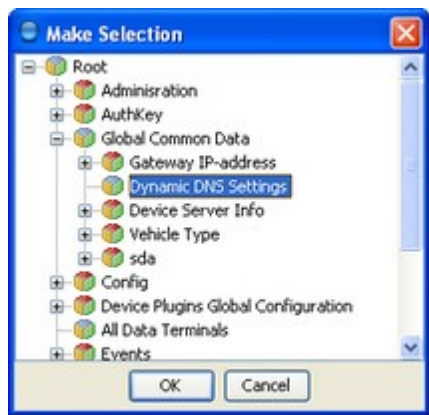 Make Selection
Root
Adminisration
AuthKey
Global Common Data
Gateway IP-address
Dynamic DNS Settings
Device Server Info
Vehicle Type
sda
Config
Device Plugins Global Configuration
All Data Terminals
Events
OK Cancel